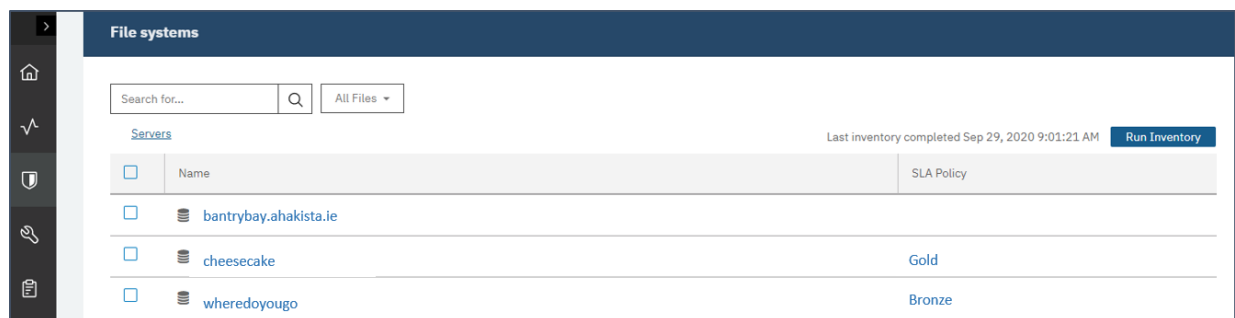 File systems
Search for...
All Files
Servers
Last inventory completed Sep 29, 2020 9:01:21 AM Run Inventory
Name SLA Policy
bantrybay.ahakista.ie
cheesecake Gold
wheredoyougo Bronze